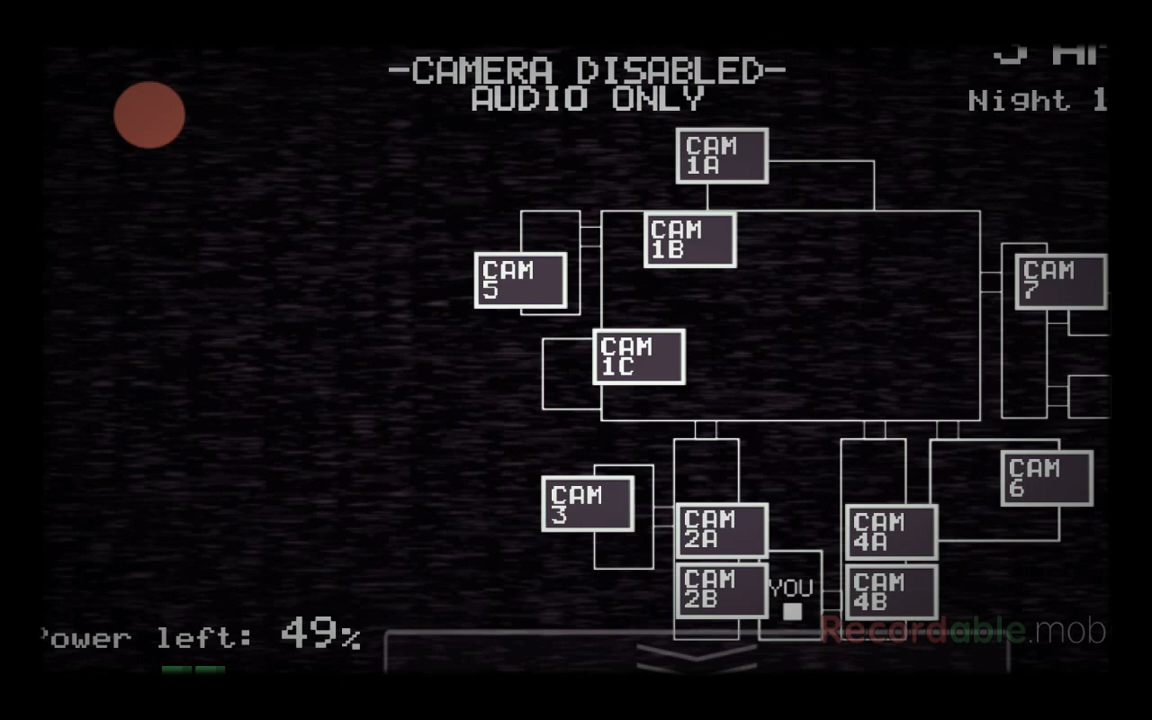 -CAMERA DISABLED-
AUDIO ONLY
Night 1
CAM
1A
CAM
1B
CAM
5
CAM
7
CAM
1C
CAM
6
CAM
3
CAM
2A
CAM
4A
CAM
2B
YOU
CAM
4B
Recordable.mob
Power left: 49%